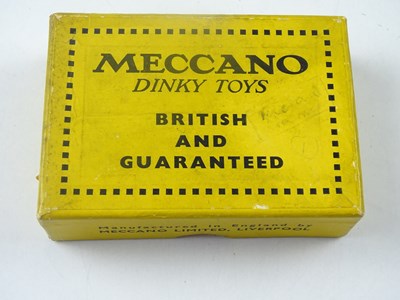 MECCANO
DINKY TOYS
BRITISH
AND
GUARANTEED
Manufactured in England by
MECCANO LIMITED, LIVERPOOL